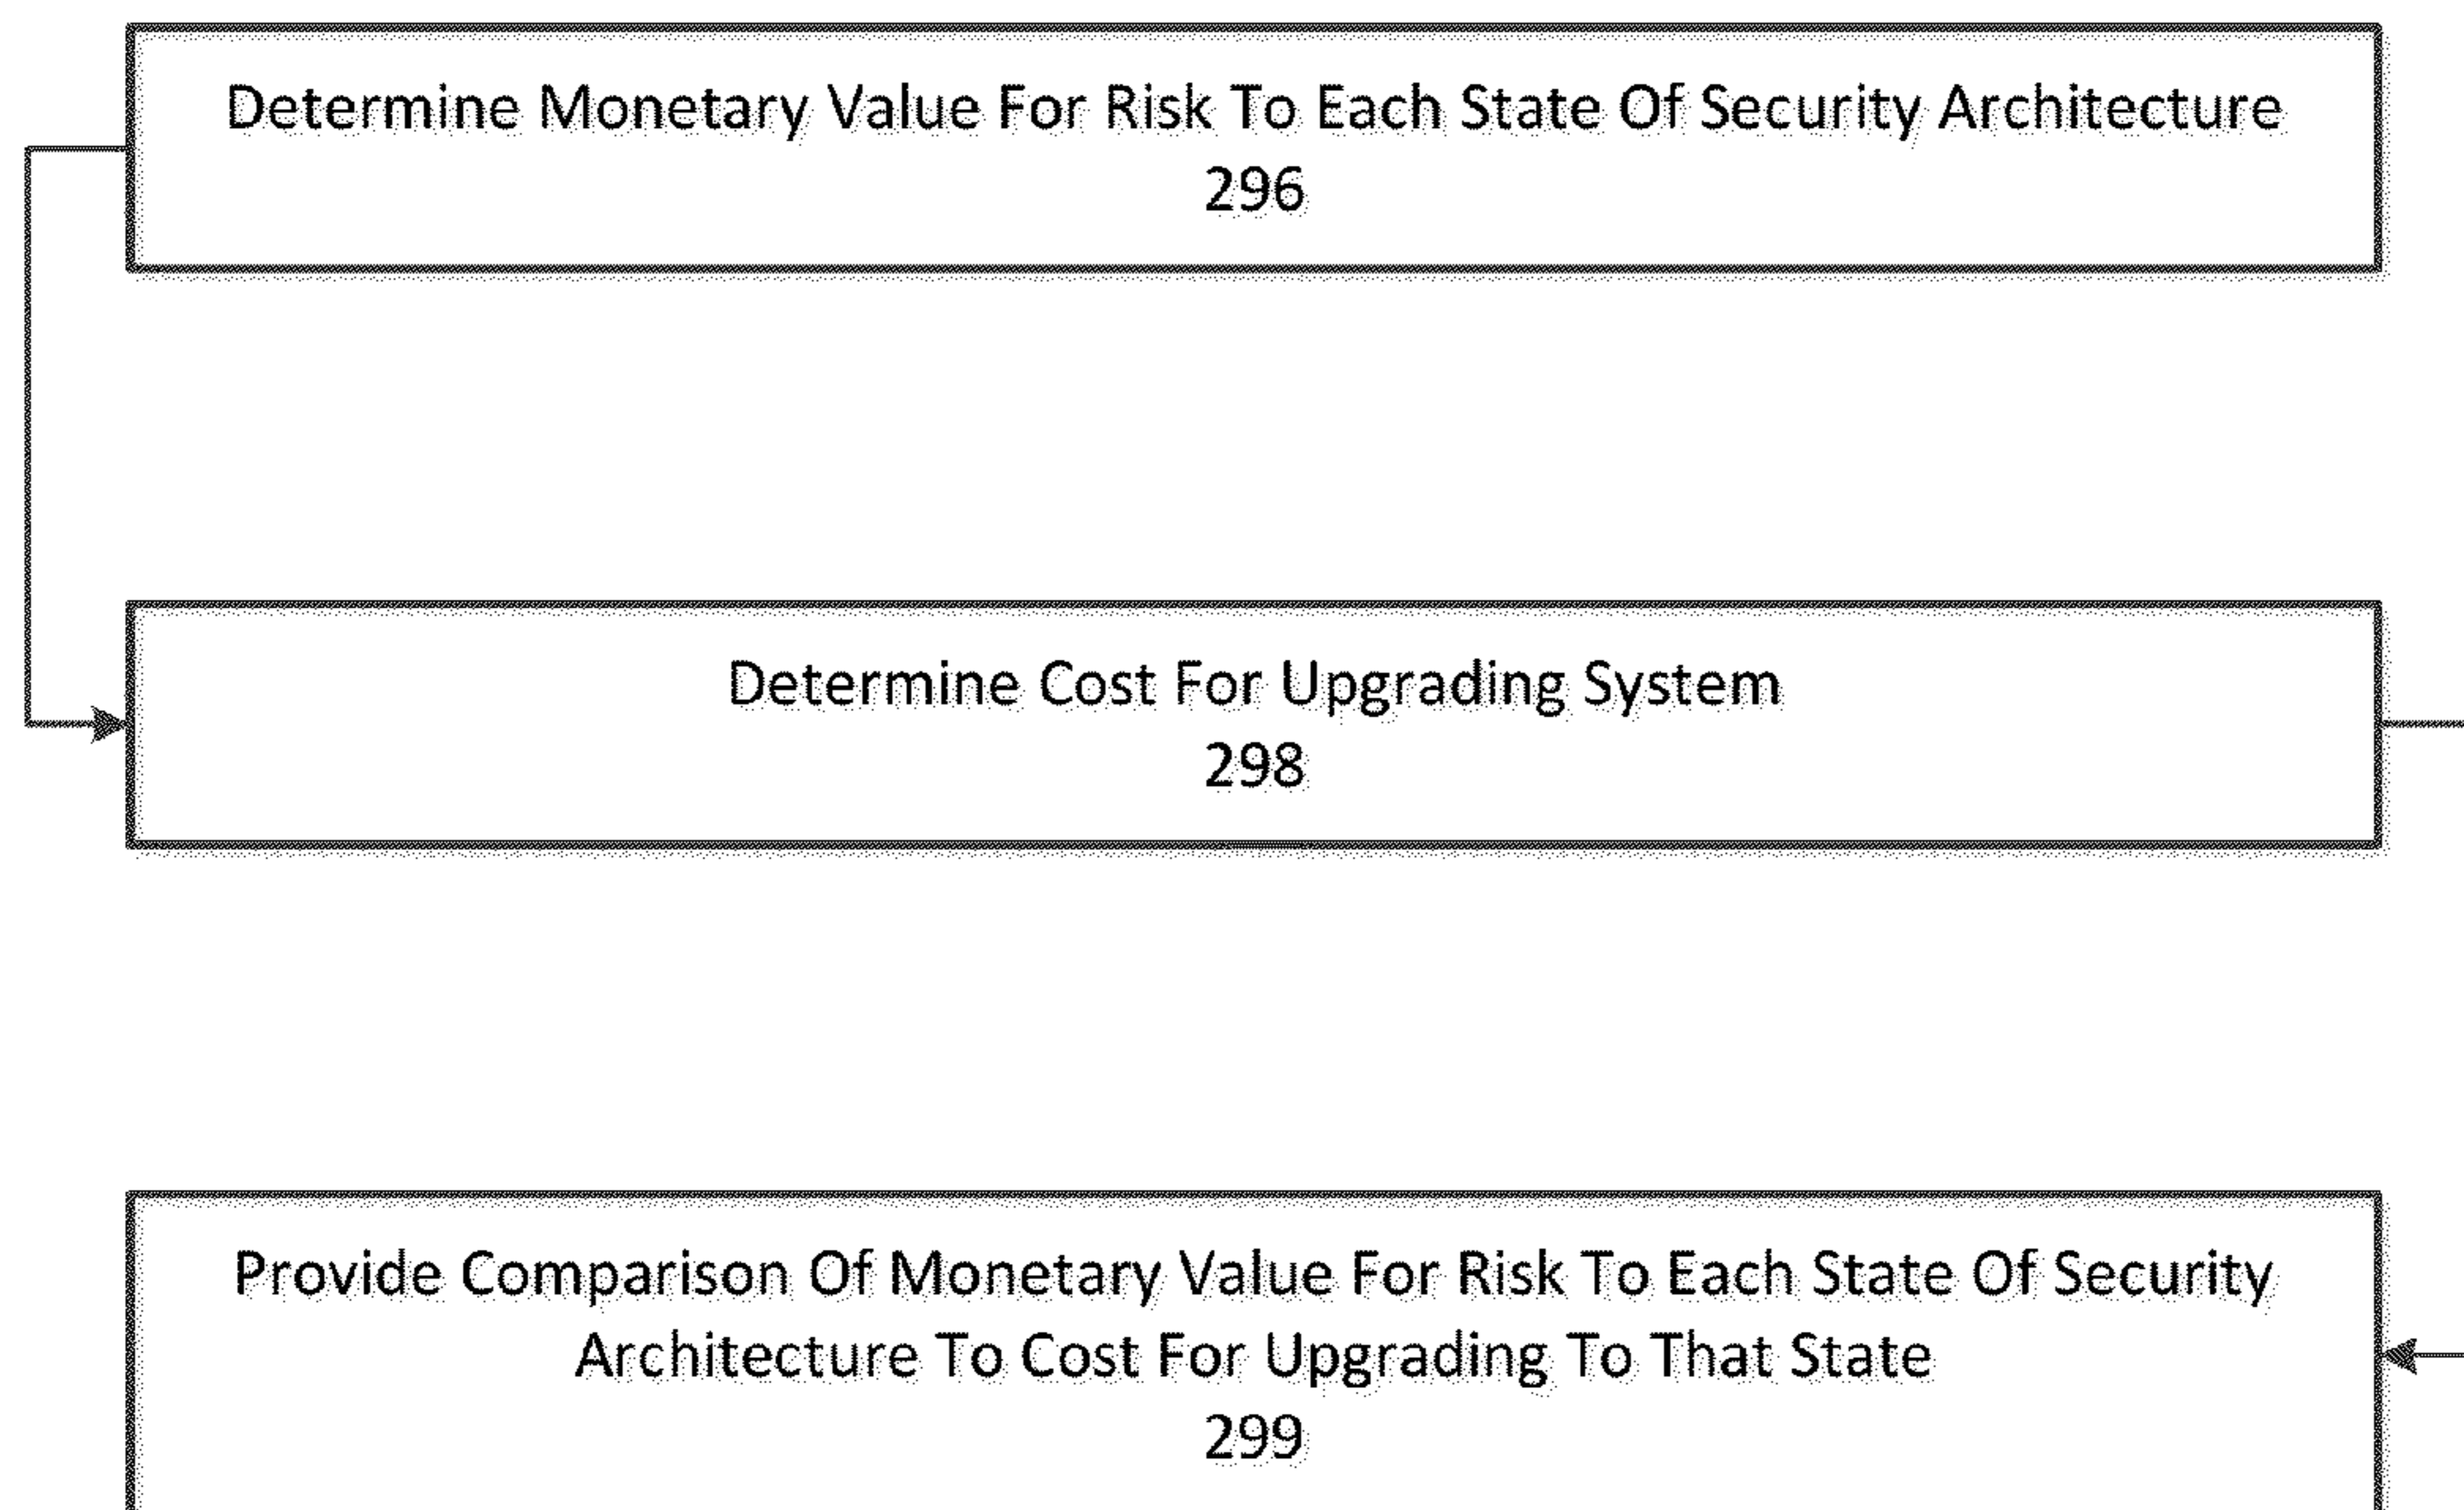 Determine Monetary Value For Risk To Each State Of Security Architecture
296
Determine Cost For Upgrading System
298
Provide Comparison Of Monetary Value For Risk To Each State Of Security
Architecture To Cost For Upgrading To That State
299